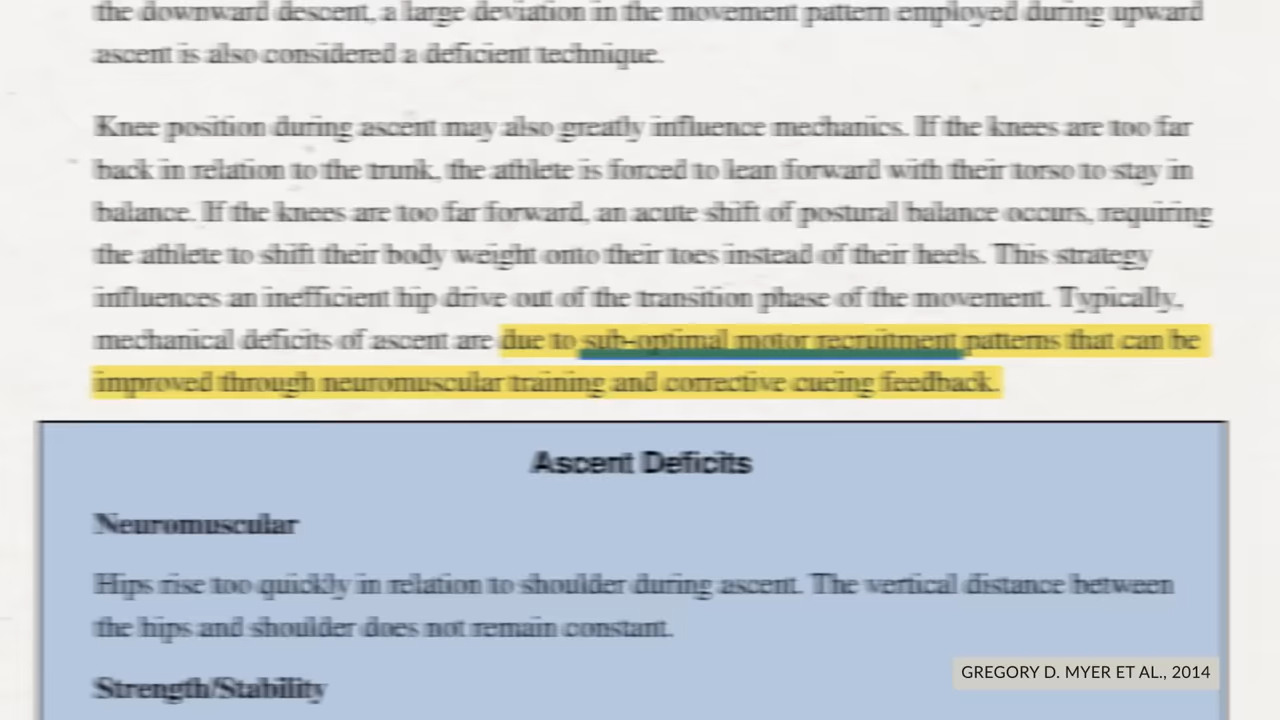 the downward descent, a large deviation in the movement pattern employed during upward
ascent is also considered a deficient technique.
Knee position during ascent may also greatly influence mechanics. If the knees are too far
back in relation to the trunk, the athlete is forced to lean forward with their torso to stay in
balance. If the knees are too far forward, an acute shift of postural balance occurs, requiring
the athlete to shift their body weight onto their toes instead of their heels. This strategy
influences an inefficient hip drive out of the transition phase of the movement. Typically,
mechanical deficits of ascent are due to sub-optimal motor recruitment patterns that can be
improved through neuromuscular training and corrective cueing feedback.
Ascent Deficits
Neuromuscular
Hips rise too quickly in relation to shoulder during ascent. The vertical distance between
the hips and shoulder does not remain constant.
Strength/Stability
GREGORY D. MYER ET AL., 2014